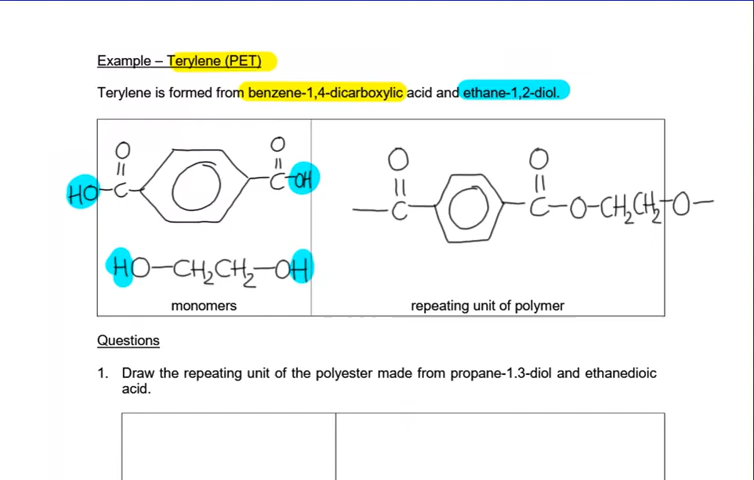 Example – Terylene (PET)
Terylene is formed from benzene-1,4-dicarboxylic acid and ethane-1,2-diol.
O
||
HO-C
O
||
C-OH
HO-CH2CH2-OH
monomers
O
||
-C-
O
||
-C-O-CH2CH2-O-
repeating unit of polymer
Questions
1. Draw the repeating unit of the polyester made from propane-1.3-diol and ethanedioic
acid.